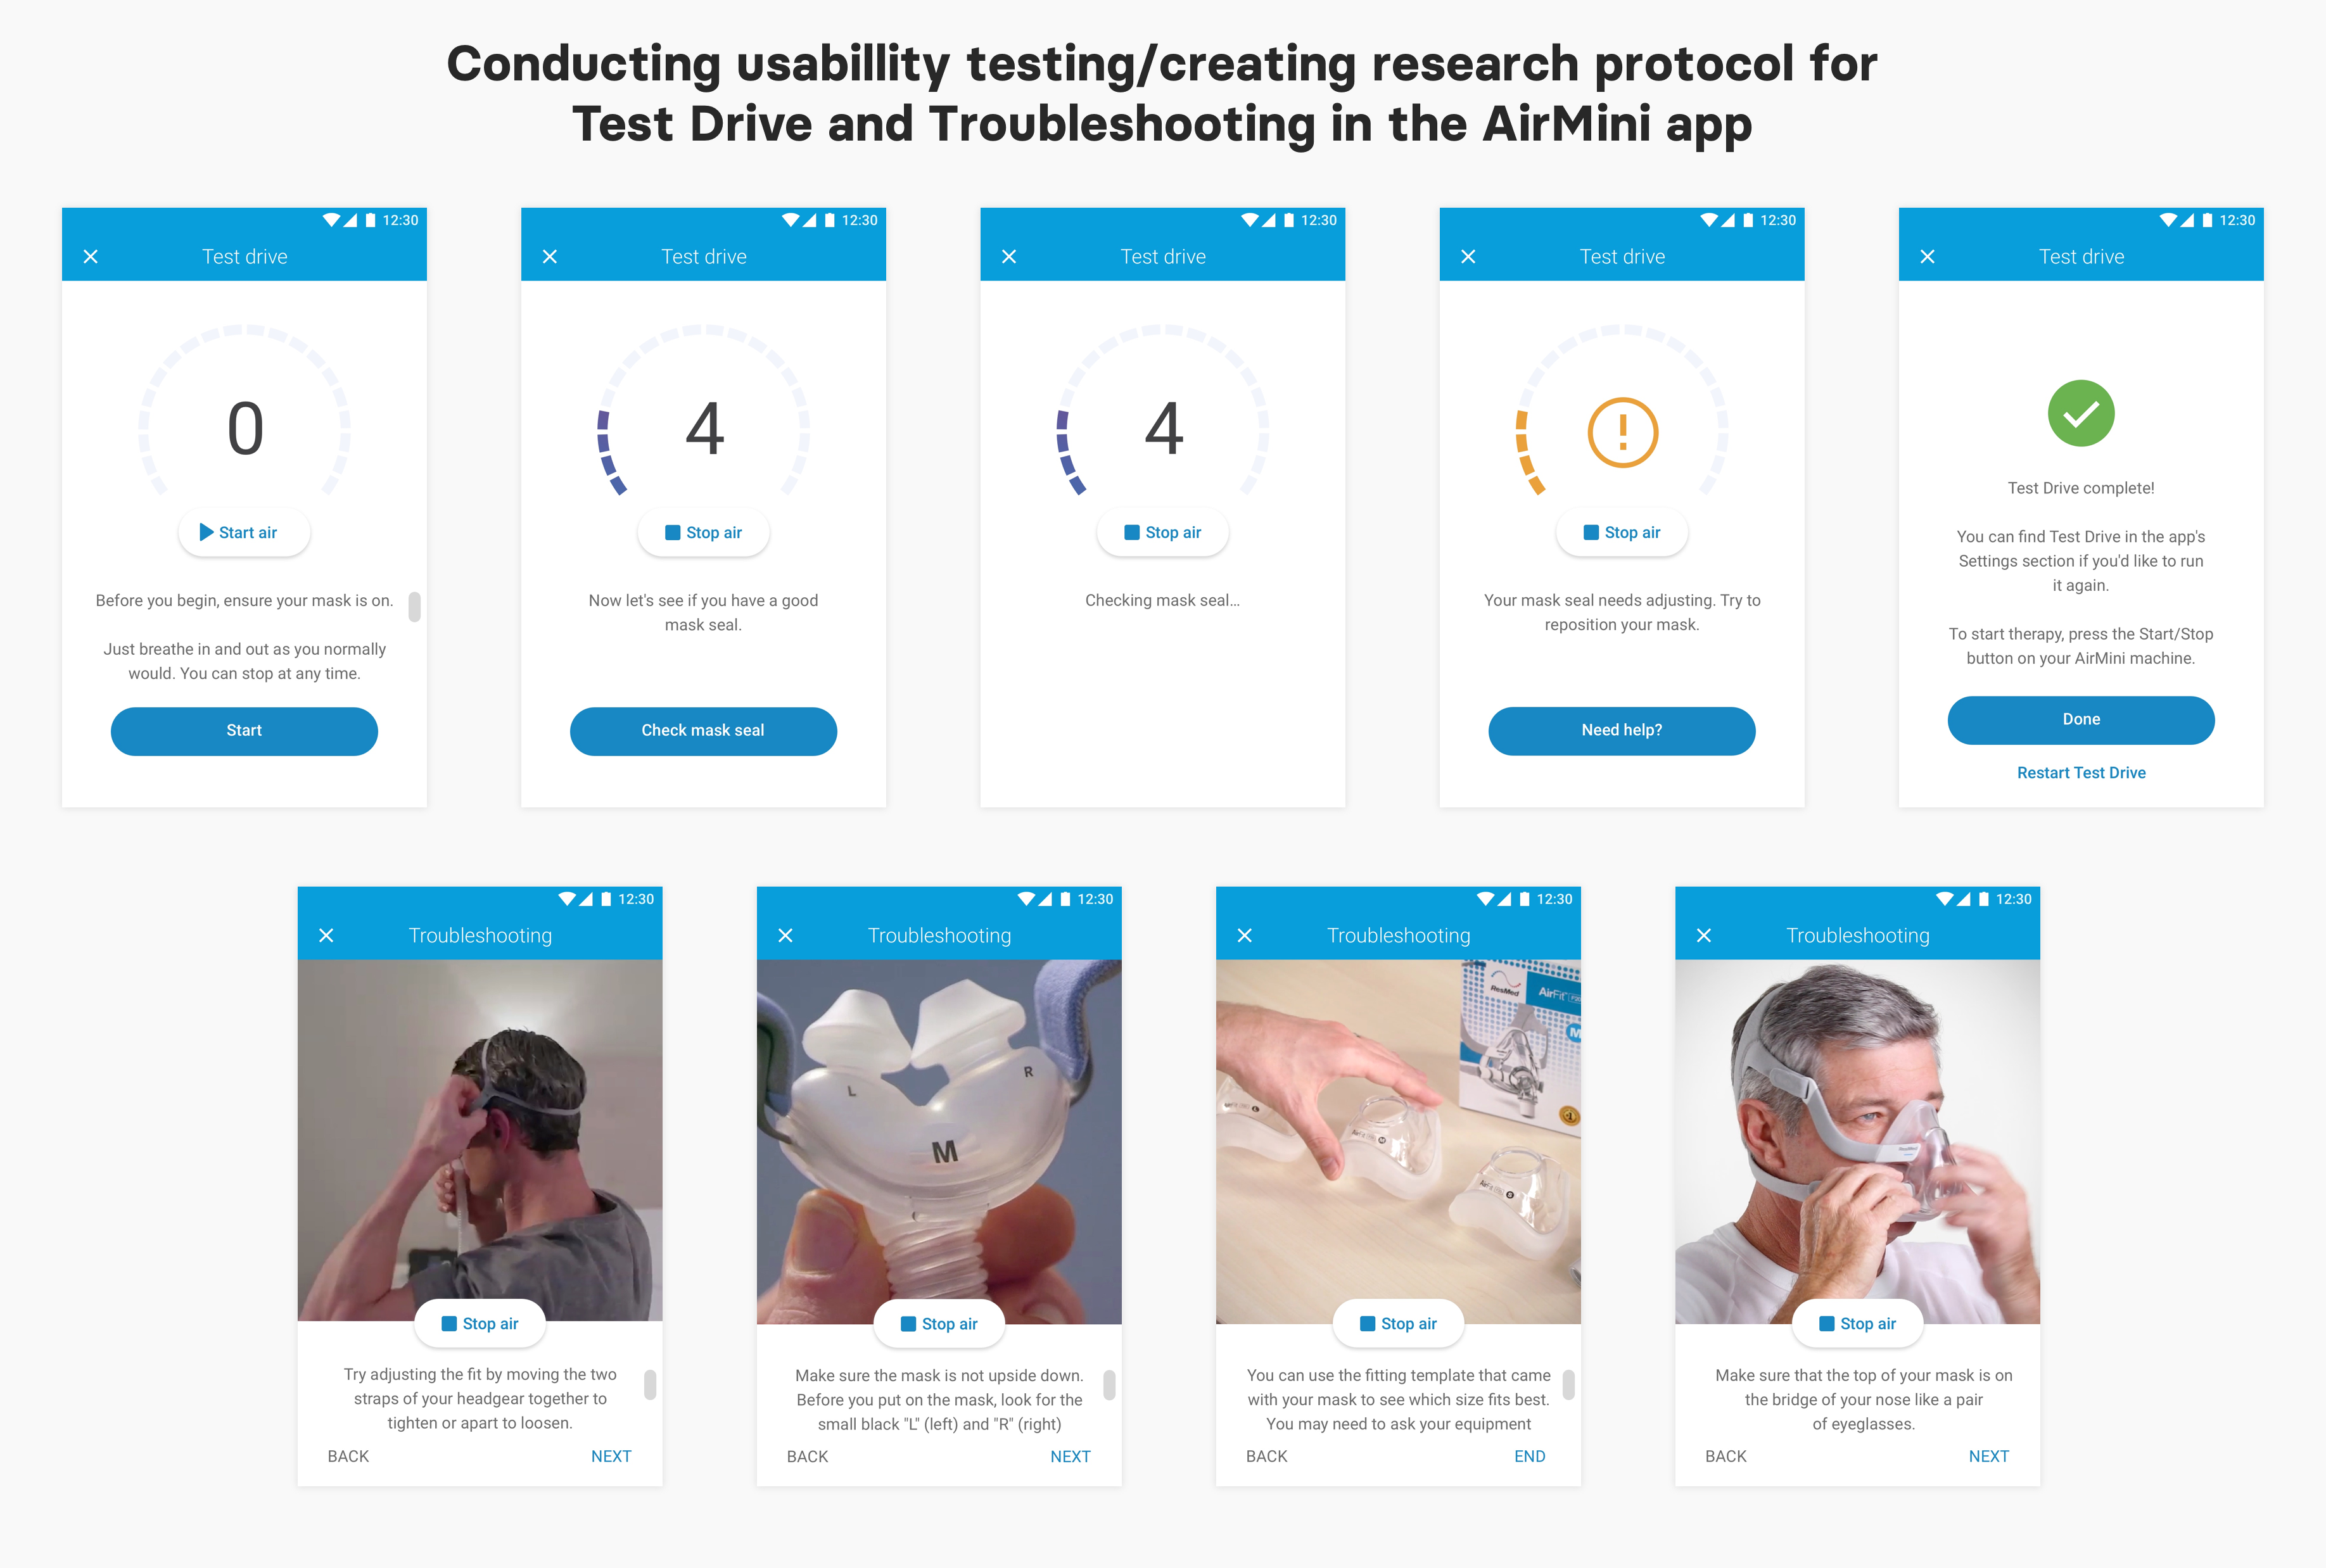 Conducting usabillity testing/creating research protocol for
Test Drive and Troubleshooting in the AirMini app
12:30
Test drive
0
Start air
Before you begin, ensure your mask is on.
Just breathe in and out as you normally
would. You can stop at any time.
Start
12:30
Test drive
4
Stop air
Now let's see if you have a good
mask seal.
Check mask seal
12:30
Test drive
4
Stop air
Checking mask seal...
12:30
Test drive
!
Stop air
Your mask seal needs adjusting. Try to
reposition your mask.
Need help?
12:30
Test drive
Test Drive complete!
You can find Test Drive in the app's
Settings section if you'd like to run
it again.
To start therapy, press the Start/Stop
button on your AirMini machine.
Done
Restart Test Drive
12:30
Troubleshooting
Stop air
Try adjusting the fit by moving the two
straps of your headgear together to
tighten or apart to loosen.
BACK NEXT
12:30
Troubleshooting
L R
M
Stop air
Make sure the mask is not upside down.
Before you put on the mask, look for the
small black "L" (left) and "R" (right)
BACK NEXT
12:30
Troubleshooting
ResMed AirFit
M
Stop air
You can use the fitting template that came
with your mask to see which size fits best.
You may need to ask your equipment
BACK END
12:30
Troubleshooting
Stop air
Make sure that the top of your mask is on
the bridge of your nose like a pair
of eyeglasses.
BACK NEXT